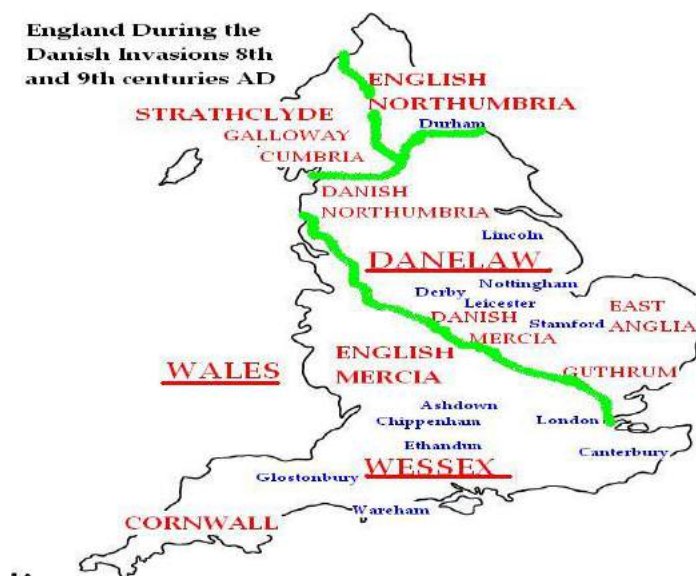 England During the
Danish Invasions 8th
and 9th centuries AD
ENGLISH
NORTHUMBRIA
STRATHCLYDE
Durham
GALLOWAY
CUMBRIA
DANISH
NORTHUMBRIA
Lincoln
DANELAW
Nottingham
Derby
Leicester
EAST
ANGLIA
DANISH
MERCIA
Stamford
ENGLISH
MERCIA
WALES
GUTHRUM
Ashdown
Chippenham
London
Ethandun
Canterbury
WESSEX
Glostonbury
Wareham
CORNWALL